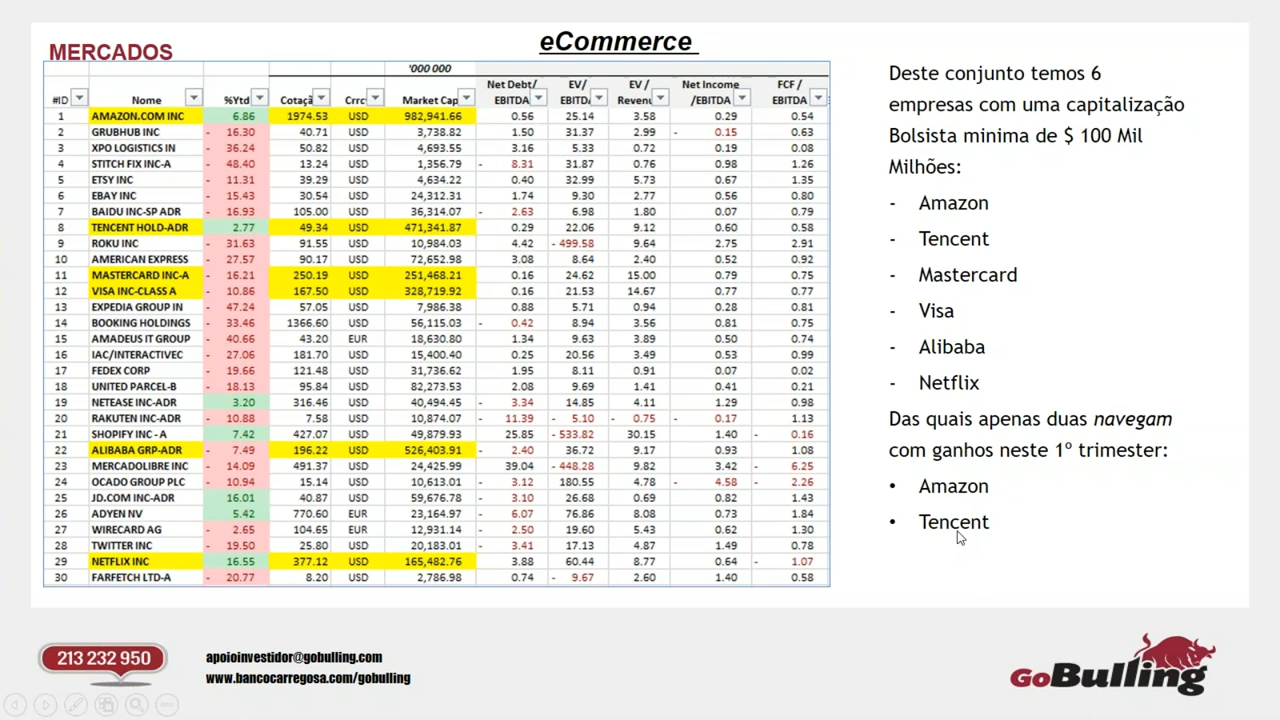 MERCADOS
eCommerce
'000 000
#ID Nome %Ytd Cotaçã Crrc Market Cap Net Debt/ EBITDA EV/ EBITD/ EV / Revenu Net Income /EBITDA FCF / EBITDA
1 AMAZON.COM INC 6.86 1974.53 USD 982,941.66 0.56 25.14 3.58 0.29 0.54
2 GRUBHUB INC - 16.30 40.71 USD 3,738.82 1.50 31.37 2.99 - 0.15 0.63
3 XPO LOGISTICS IN - 36.24 50.82 USD 4,693.55 3.16 5.33 0.72 0.19 0.08
4 STITCH FIX INC-A - 48.40 13.24 USD 1,356.79 - 8.31 31.87 0.76 0.98 1.26
5 ETSY INC - 11.31 39.29 USD 4,634.22 0.40 32.99 5.73 0.67 1.35
6 EBAY INC - 15.43 30.54 USD 24,312.31 1.74 9.30 2.77 0.56 0.80
7 BAIDU INC-SP ADR - 16.93 105.00 USD 36,314.07 - 2.63 6.98 1.80 0.07 0.79
8 TENCENT HOLD-ADR 2.77 49.34 USD 471,341.87 0.29 22.06 9.12 0.60 0.58
9 ROKU INC - 31.63 91.55 USD 10,984.03 4.42 - 499.58 9.64 2.75 2.91
10 AMERICAN EXPRESS - 27.57 90.17 USD 72,652.98 3.08 8.64 2.40 0.52 0.92
11 MASTERCARD INC-A - 16.21 250.19 USD 251,468.21 0.16 24.62 15.00 0.79 0.75
12 VISA INC-CLASS A - 10.86 167.50 USD 328,719.92 0.16 21.53 14.67 0.77 0.77
13 EXPEDIA GROUP IN - 47.24 57.05 USD 7,986.38 0.88 5.71 0.94 0.28 0.81
14 BOOKING HOLDINGS - 33.46 1366.60 USD 56,115.03 - 0.42 8.94 3.56 0.81 0.75
15 AMADEUS IT GROUP - 40.66 43.20 EUR 18,630.80 1.34 9.63 3.89 0.50 0.74
16 IAC/INTERACTIVEC - 27.06 181.70 USD 15,400.40 0.25 20.56 3.49 0.53 0.99
17 FEDEX CORP - 19.66 121.48 USD 31,736.62 1.95 8.11 0.91 0.07 0.02
18 UNITED PARCEL-B - 18.13 95.84 USD 82,273.53 2.08 9.69 1.41 0.41 0.21
19 NETEASE INC-ADR 3.20 316.46 USD 40,494.45 - 3.34 14.85 4.11 1.29 0.98
20 RAKUTEN INC-ADR - 10.88 7.58 USD 10,874.07 - 11.39 - 5.10 - 0.75 - 0.17 1.13
21 SHOPIFY INC - A 7.42 427.07 USD 49,879.93 25.85 - 533.82 30.15 1.40 - 0.16
22 ALIBABA GRP-ADR - 7.49 196.22 USD 526,403.91 - 2.40 36.72 9.17 0.93 1.08
23 MERCADOLIBRE INC - 14.09 491.37 USD 24,425.99 39.04 - 448.28 9.82 3.42 - 6.25
24 OCADO GROUP PLC - 10.94 15.14 USD 10,613.01 - 3.12 180.55 4.78 - 4.58 - 2.26
25 JD.COM INC-ADR 16.01 40.87 USD 59,676.78 - 3.10 26.68 0.69 0.82 1.43
26 ADYEN NV 5.42 770.60 EUR 23,164.97 - 6.07 76.86 8.08 0.73 1.84
27 WIRECARD AG - 2.65 104.65 EUR 12,931.14 - 2.50 19.60 5.43 0.62 1.30
28 TWITTER INC - 19.50 25.80 USD 20,183.01 - 3.41 17.13 4.87 1.49 0.78
29 NETFLIX INC 16.55 377.12 USD 165,482.76 3.88 60.44 8.77 0.64 - 1.07
30 FARFETCH LTD-A - 20.77 8.20 USD 2,786.98 0.74 - 9.67 2.60 1.40 0.58
Deste conjunto temos 6
empresas com uma capitalização
Bolsista minima de $ 100 Mil
Milhões:
- Amazon
- Tencent
- Mastercard
- Visa
- Alibaba
- Netflix
Das quais apenas duas navegam
com ganhos neste 1º trimester:
• Amazon
• Tencent
213 232 950
apoioinvestidor@gobulling.com
www.bancocarregosa.com/gobulling
GoBulling